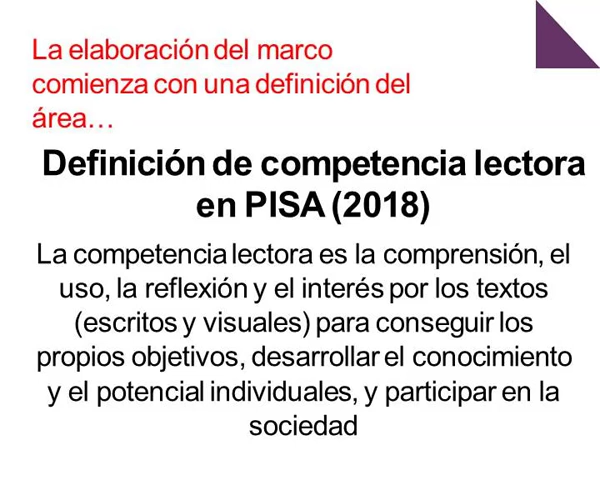 La elaboración del marco
comienza con una definición del
área…
Definición de competencia lectora
en PISA (2018)
La competencia lectora es la comprensión, el
uso, la reflexión y el interés por los textos
(escritos y visuales) para conseguir los
propios objetivos, desarrollar el conocimiento
y el potencial individuales, y participar en la
sociedad